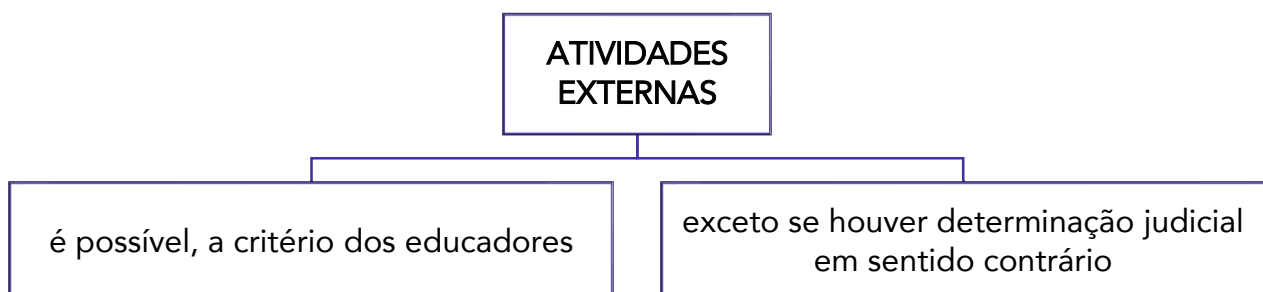 ATIVIDADES
EXTERNAS
é possível, a critério dos educadores
exceto se houver determinação judicial
em sentido contrário